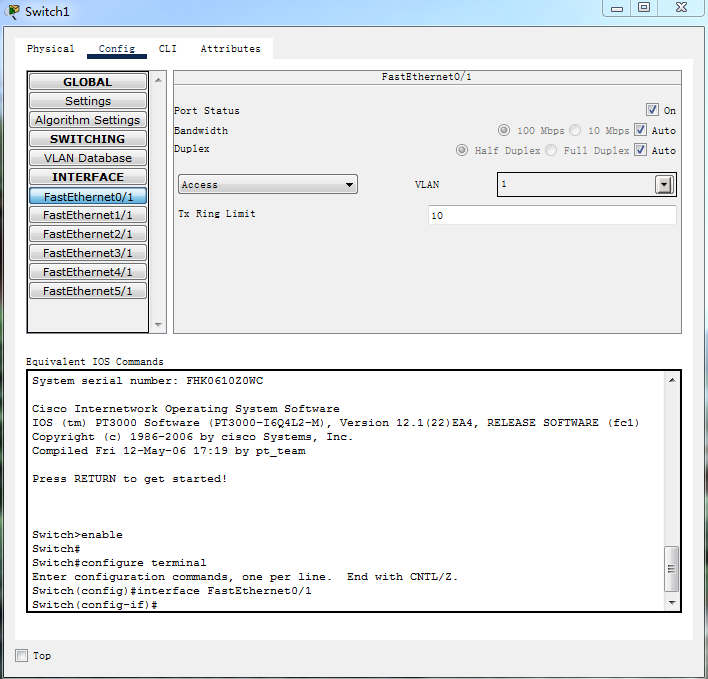 Switch1
Physical Config CLI Attributes
GLOBAL
Settings
Algorithm Settings
SWITCHING
VLAN Database
INTERFACE
FastEthernet0/1
FastEthernet1/1
FastEthernet2/1
FastEthernet3/1
FastEthernet4/1
FastEthernet5/1
FastEthernet0/1
Port Status On
Bandwidth 100 Mbps 10 Mbps Auto
Duplex Half Duplex Full Duplex Auto
Access VLAN 1
Tx Ring Limit 10
Equivalent IOS Commands
System serial number: FHK0610Z0WC
Cisco Internetwork Operating System Software
IOS (tm) PT3000 Software (PT3000-I6Q4L2-M), Version 12.1(22)EA4, RELEASE SOFTWARE (fc1)
Copyright (c) 1986-2006 by cisco Systems, Inc.
Compiled Fri 12-May-06 17:19 by pt_team
Press RETURN to get started!
Switch>enable
Switch#
Switch#configure terminal
Enter configuration commands, one per line.  End with CNTL/Z.
Switch(config)#interface FastEthernet0/1
Switch(config-if)#
Top